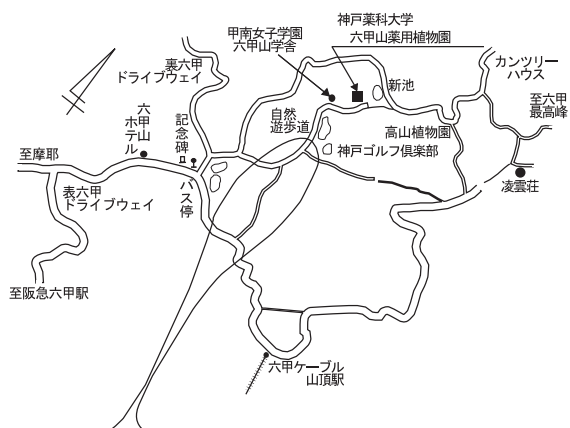 神戸薬科大学
六甲山薬用植物園
甲南女子学園
六甲山学舎
カンツリー
ハウス
裏六甲
ドライブウェイ
新池
至六甲
最高峰
六甲山
ホテル
記念碑
自然
遊歩道
高山植物園
神戸ゴルフ倶楽部
至摩耶
バス停
凌雲荘
表六甲
ドライブウェイ
至阪急六甲駅
六甲ケーブル
山頂駅